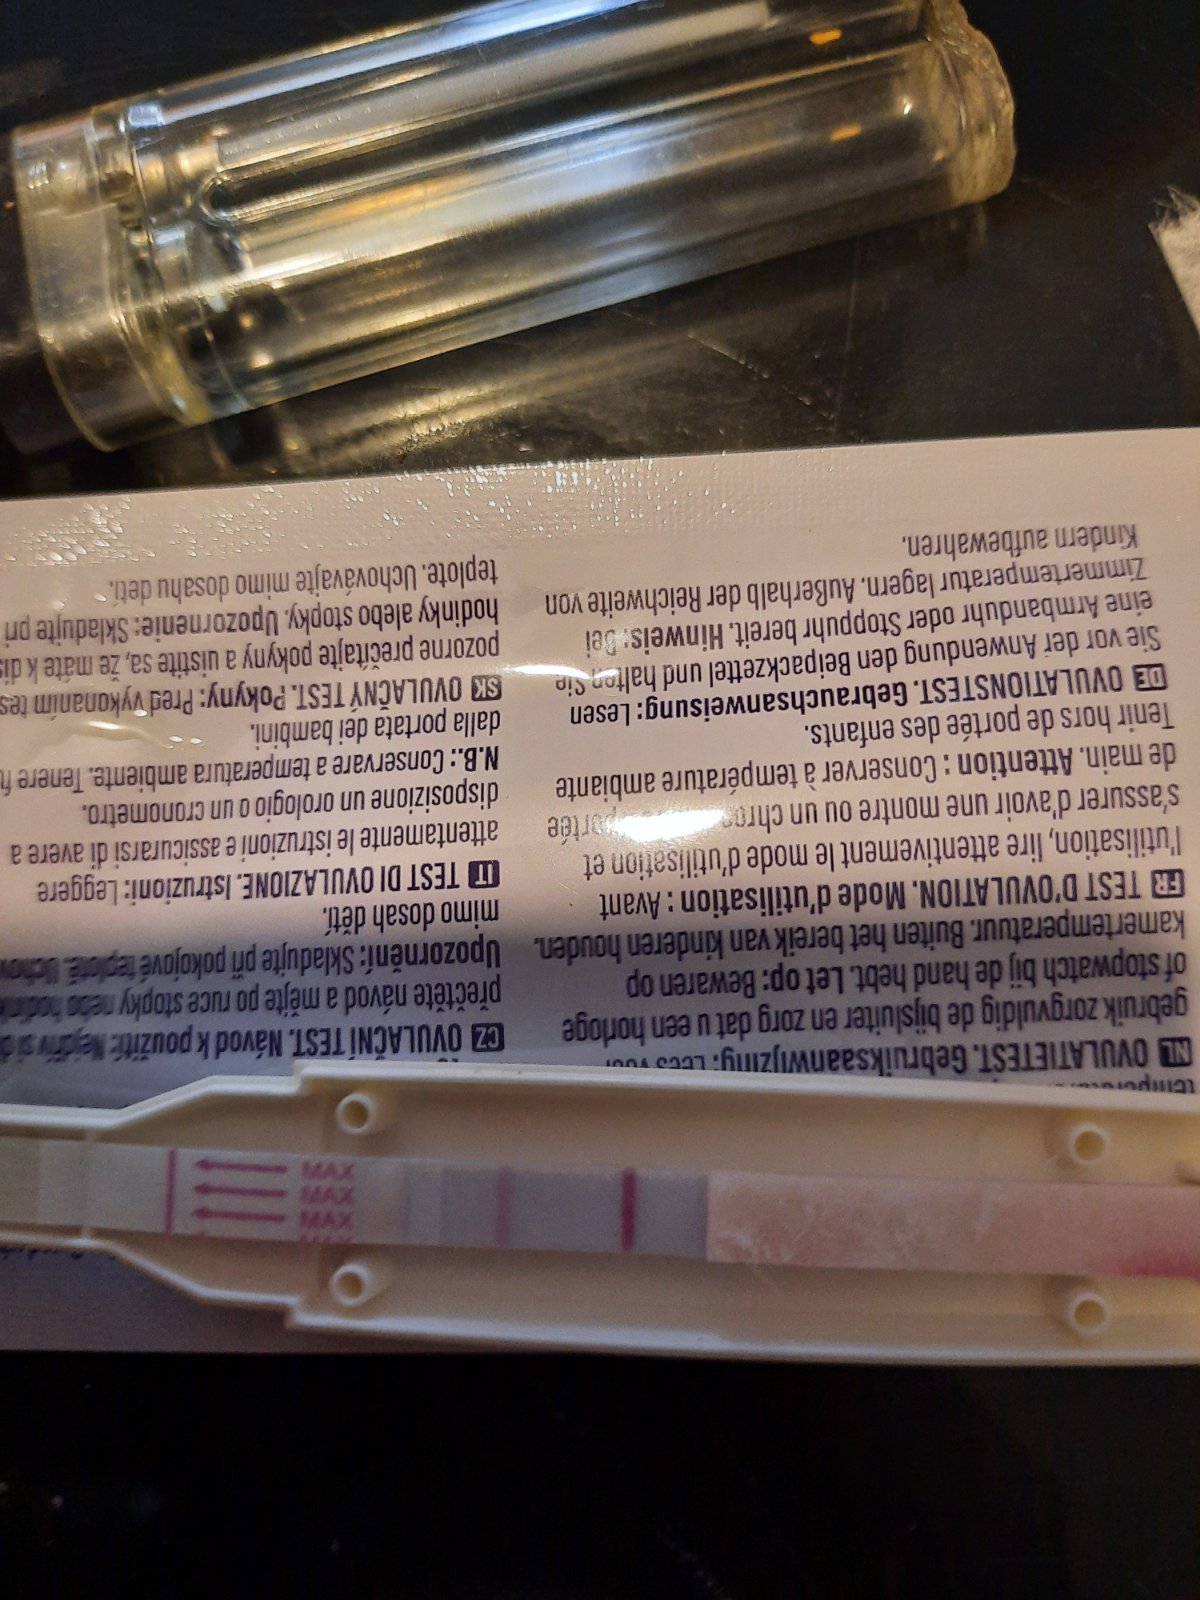 NL OVULATIETEST. Gebruiksaanwijzing: Lees voor
gebruik zorgvuldig de bijsluiter en zorg dat u een horloge
of stopwatch bij de hand hebt. Let op: Bewaren op
kamertemperatuur. Buiten het bereik van kinderen houden.
FR TEST D'OVULATION. Mode d'utilisation : Avant
l'utilisation, lire attentivement le mode d'utilisation et
s'assurer d'avoir une montre ou un portée
de main. Attention : Conserver à température ambiante
Tenir hors de portée des enfants.
DE OVULATIONSTEST. Gebrauchsanweisung: Lesen
Sie vor der Anwendung den Beipackzettel und halten Sie
eine Armbanduhr oder Stoppuhr bereit. Hinweis: Bei
Zimmertemperatur lagern. Außerhalb der Reichweite von
Kindern aufbewahren.
CZ OVULAČNÍ TEST. Návod k použití: Nejdřív si
přečtěte návod a mějte po ruce stopky nebo
Upozornění: Skladujte při pokojové teplotě.
mimo dosah dětí.
IT TEST DI OVULAZIONE. Istruzioni: Leggere
attentamente le istruzioni e assicurarsi di avere a
disposizione un orologio o un cronometro.
N.B.: Conservare a temperatura ambiente. Tenere
dalla portata dei bambini.
SK OVULAČNÝ TEST. Pokyny: Pred vykonaním
pozorne prečítajte pokyny a uistite sa, že máte k
hodinky alebo stopky. Upozornenie: Skladujte pri
teplote. Uchovávajte mimo dosahu detí.
MAX
MAX
MAX
MAX